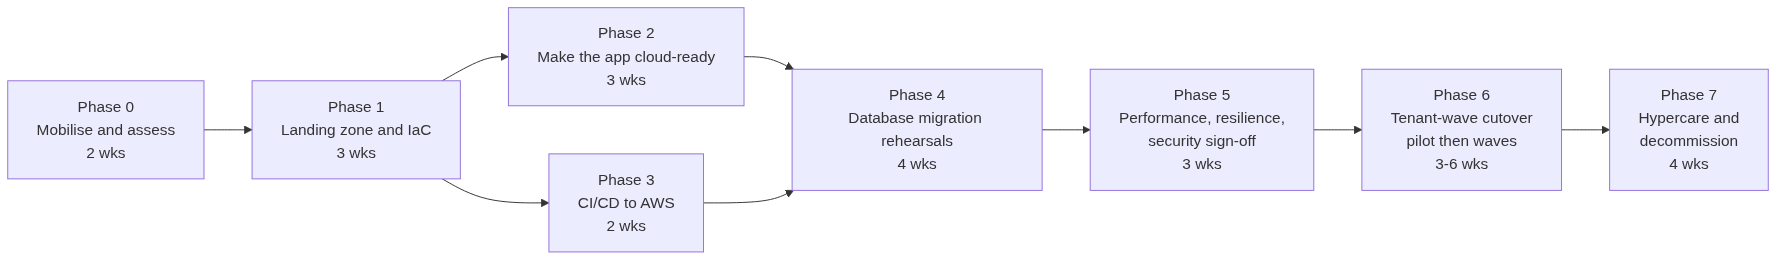 Phase 0
Mobilise and assess
2 wks
Phase 1
Landing zone and IaC
3 wks
Phase 2
Make the app cloud-ready
3 wks
Phase 3
CI/CD to AWS
2 wks
Phase 4
Database migration
rehearsals
4 wks
Phase 5
Performance, resilience,
security sign-off
3 wks
Phase 6
Tenant-wave cutover
pilot then waves
3-6 wks
Phase 7
Hypercare and
decommission
4 wks